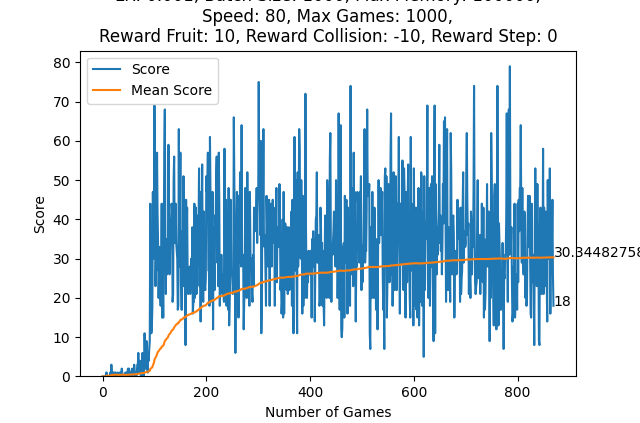 Speed: 80, Max Games: 1000,
Reward Fruit: 10, Reward Collision: -10, Reward Step: 0
80
70
60
50
40
30
20
10
0
Score
Score
Mean Score
30.34482758
18
0
200
400
600
800
Number of Games